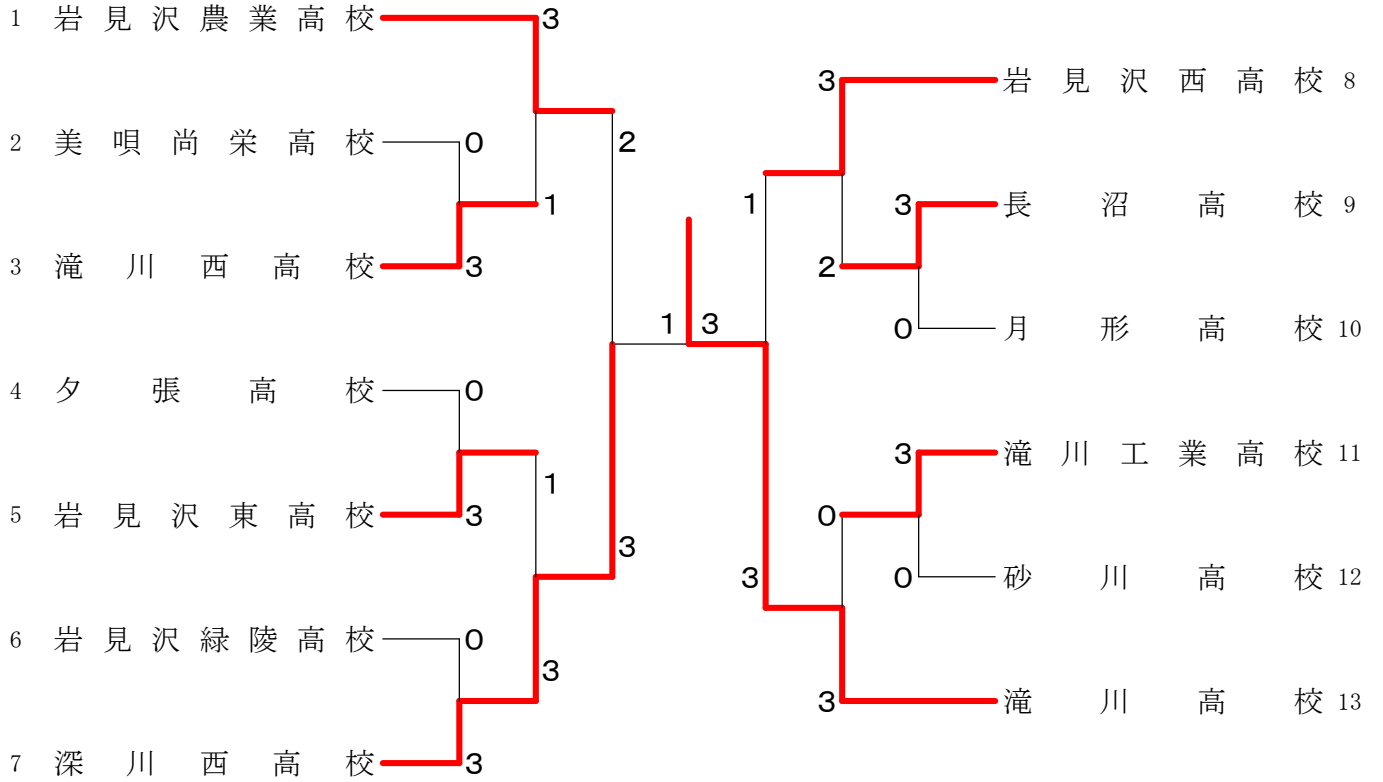 1 岩見沢農業高校 3
3 岩見沢西高校 8
2 美唄尚栄高校 0
2
1
3 長沼高校 9
1
3 滝川西高校 3
2
1 3
0 月形高校 10
4 夕張高校 0
3 滝川工業高校 11
1
5 岩見沢東高校 3
0
3
3
0 砂川高校 12
6 岩見沢緑陵高校 0
3
3 滝川高校 13
7 深川西高校 3